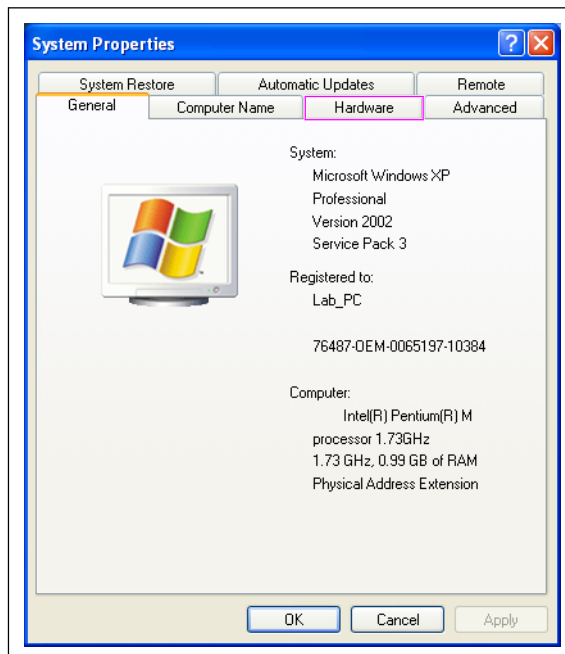 System Properties
System Restore Automatic Updates Remote
General Computer Name Hardware Advanced
System:
Microsoft Windows XP
Professional
Version 2002
Service Pack 3
Registered to:
Lab_PC
76487-OEM-0065197-10384
Computer:
Intel(R) Pentium(R) M
processor 1.73GHz
1.73 GHz, 0.99 GB of RAM
Physical Address Extension
OK Cancel Apply